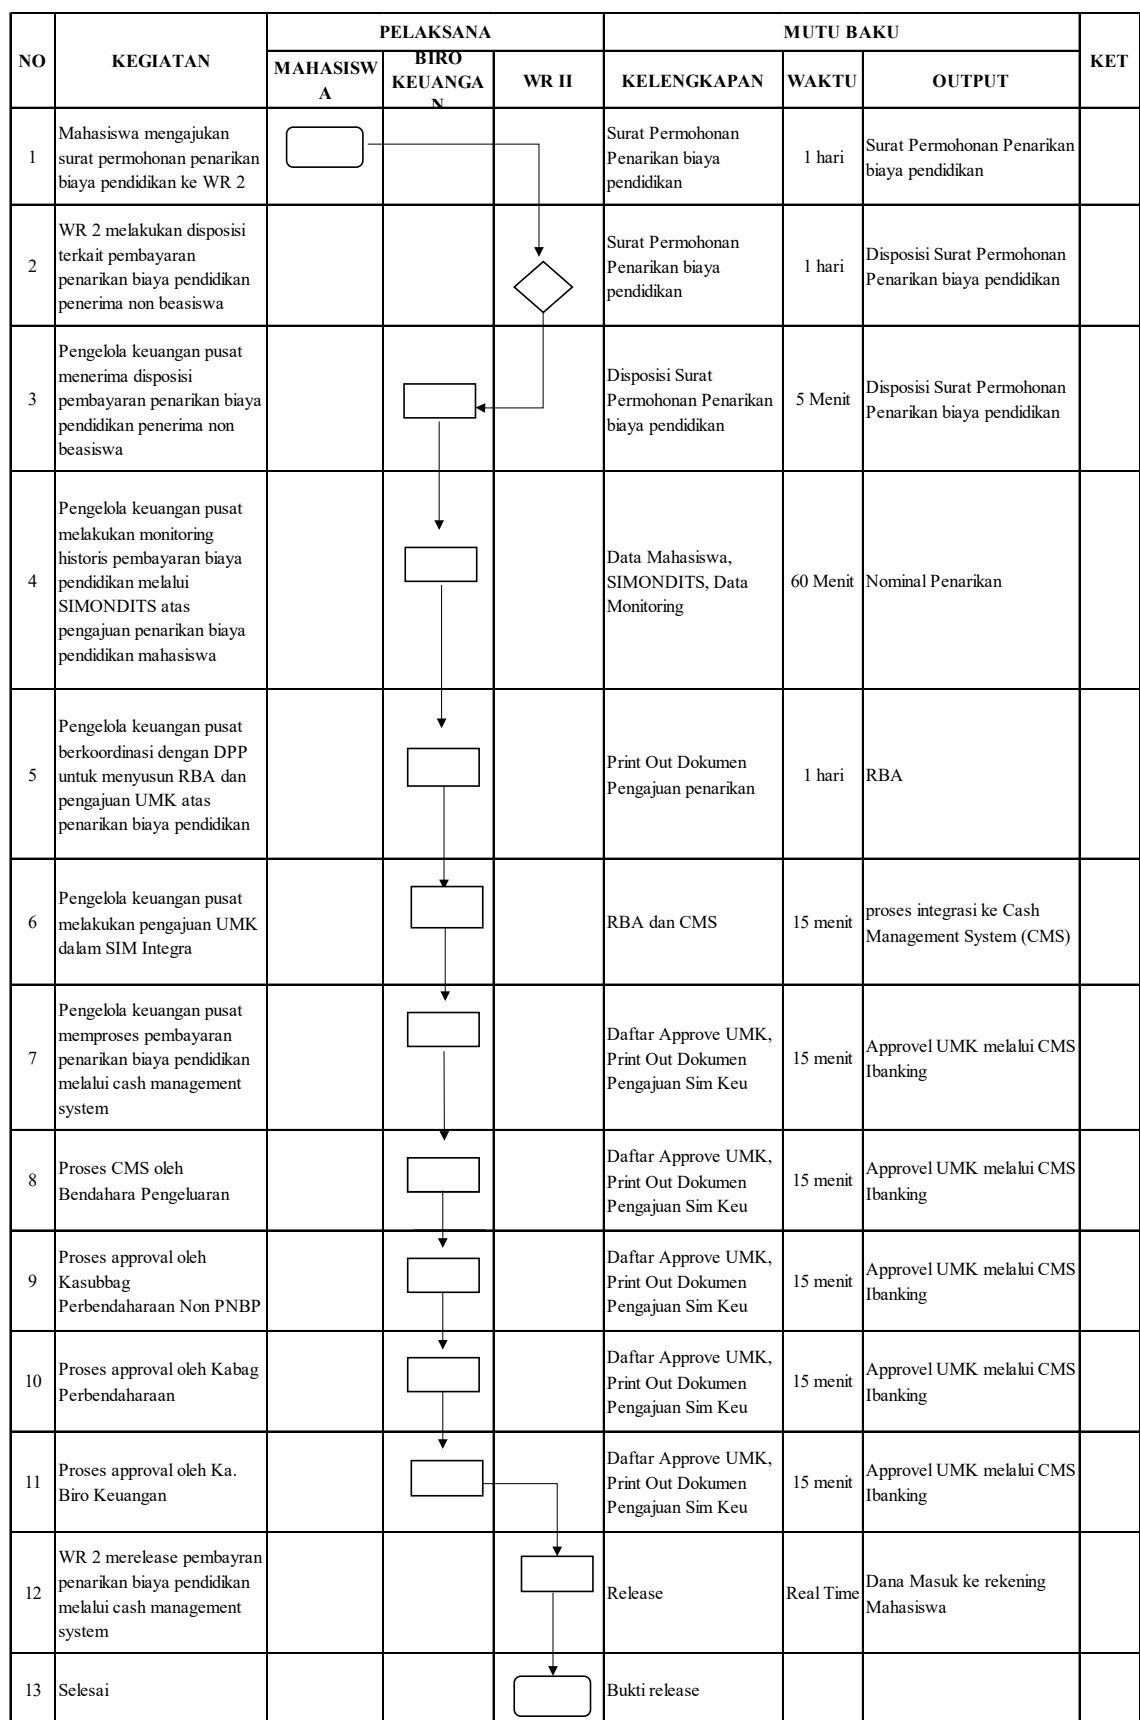 NO
KEGIATAN
PELAKSANA
MUTU BAKU
KET
MAHASISW
A
BIRO
KEUANGA
N
WR II
KELENGKAPAN
WAKTU
OUTPUT
1
Mahasiswa mengajukan
surat permohonan penarikan
biaya pendidikan ke WR 2
Surat Permohonan
Penarikan biaya
pendidikan
1 hari
Surat Permohonan Penarikan
biaya pendidikan
2
WR 2 melakukan disposisi
terkait pembayaran
penarikan biaya pendidikan
penerima non beasiswa
Surat Permohonan
Penarikan biaya
pendidikan
1 hari
Disposisi Surat Permohonan
Penarikan biaya pendidikan
3
Pengelola keuangan pusat
menerima disposisi
pembayaran penarikan biaya
pendidikan penerima non
beasiswa
Disposisi Surat
Permohonan Penarikan
biaya pendidikan
5 Menit
Disposisi Surat Permohonan
Penarikan biaya pendidikan
4
Pengelola keuangan pusat
melakukan monitoring
historis pembayaran biaya
pendidikan melalui
SIMONDITS atas
pengajuan penarikan biaya
pendidikan mahasiswa
Data Mahasiswa,
SIMONDITS, Data
Monitoring
60 Menit
Nominal Penarikan
5
Pengelola keuangan pusat
berkoordinasi dengan DPP
untuk menyusun RBA dan
pengajuan UMK atas
penarikan biaya pendidikan
Print Out Dokumen
Pengajuan penarikan
1 hari
RBA
6
Pengelola keuangan pusat
melakukan pengajuan UMK
dalam SIM Integra
RBA dan CMS
15 menit
proses integrasi ke Cash
Management System (CMS)
7
Pengelola keuangan pusat
memproses pembayaran
penarikan biaya pendidikan
melalui cash management
system
Daftar Approve UMK,
Print Out Dokumen
Pengajuan Sim Keu
15 menit
Approvel UMK melalui CMS
Ibanking
8
Proses CMS oleh
Bendahara Pengeluaran
Daftar Approve UMK,
Print Out Dokumen
Pengajuan Sim Keu
15 menit
Approvel UMK melalui CMS
Ibanking
9
Proses approval oleh
Kasubbag
Perbendaharaan Non PNBP
Daftar Approve UMK,
Print Out Dokumen
Pengajuan Sim Keu
15 menit
Approvel UMK melalui CMS
Ibanking
10
Proses approval oleh Kabag
Perbendaharaan
Daftar Approve UMK,
Print Out Dokumen
Pengajuan Sim Keu
15 menit
Approvel UMK melalui CMS
Ibanking
11
Proses approval oleh Ka.
Biro Keuangan
Daftar Approve UMK,
Print Out Dokumen
Pengajuan Sim Keu
15 menit
Approvel UMK melalui CMS
Ibanking
12
WR 2 merelease pembayran
penarikan biaya pendidikan
melalui cash management
system
Release
Real Time
Dana Masuk ke rekening
Mahasiswa
13
Selesai
Bukti release